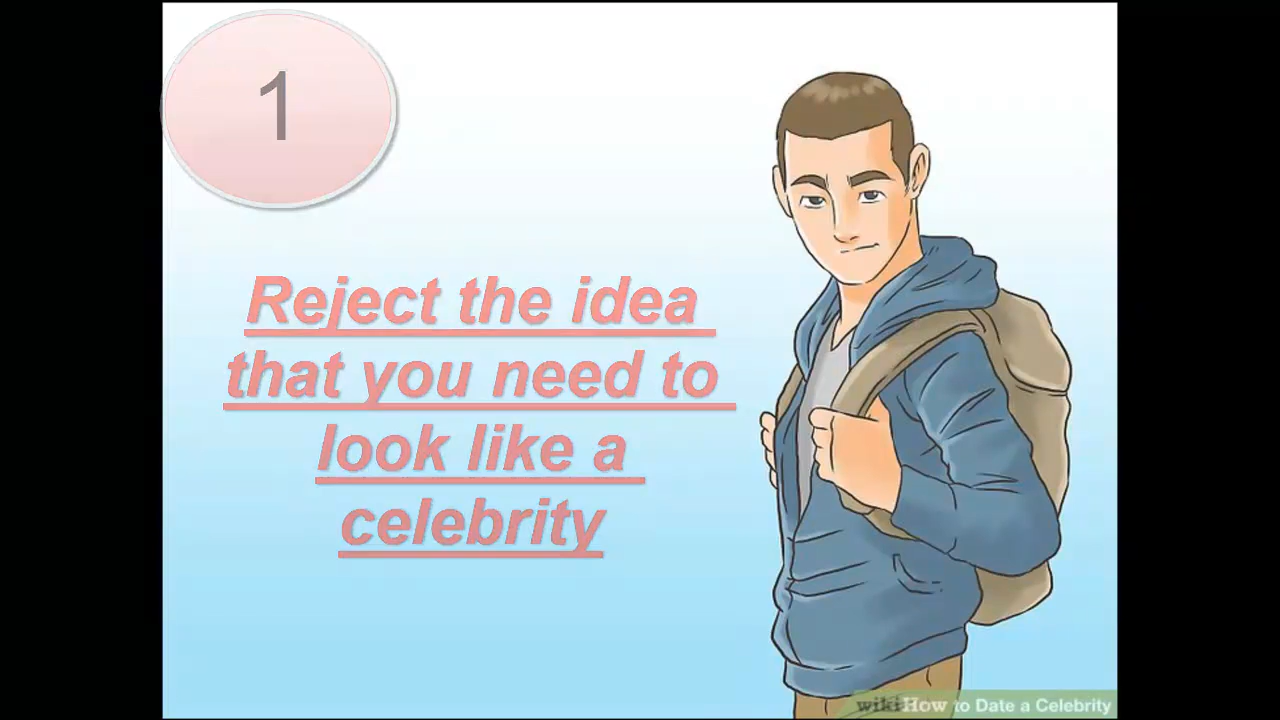 1
Reject the idea
that you need to
look like a
celebrity
wikiHow to Date a Celebrity